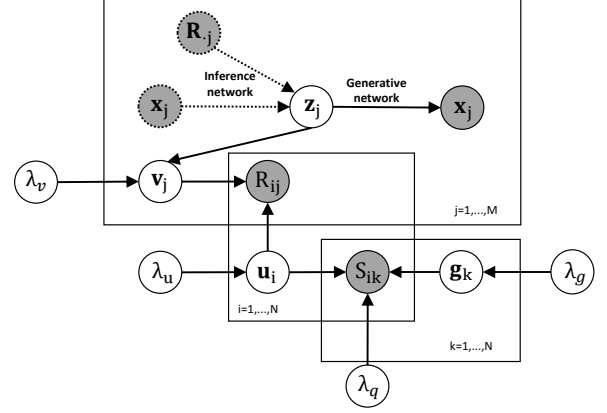 R·j
Inference
network
Generative
network
xj
zj
xj
λv
vj
Rij
j=1,...,M
λu
ui
Sik
gk
λg
i=1,...,N
k=1,...,N
λq